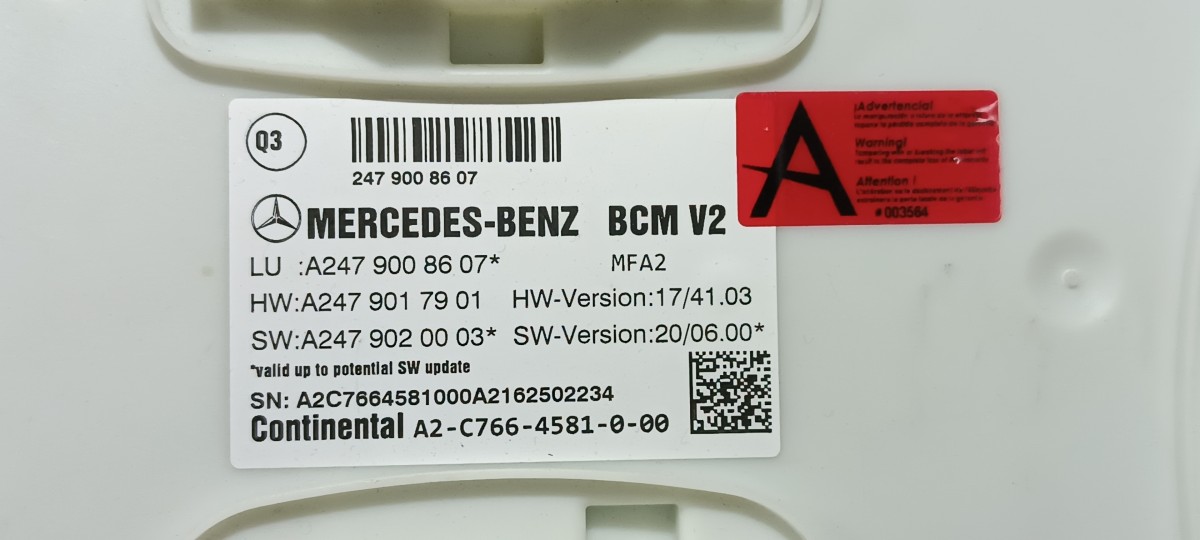 Q3
247 900 86 07
MERCEDES-BENZ BCM V2
LU :A247 900 86 07* MFA2
HW:A247 901 79 01 HW-Version:17/41.03
SW:A247 902 00 03* SW-Version:20/06.00*
*valid up to potential SW update
SN: A2C7664581000A2162502234
Continental A2-C766-4581-0-00
A
¡Advertencia!
Warning!
Attention !
#003564